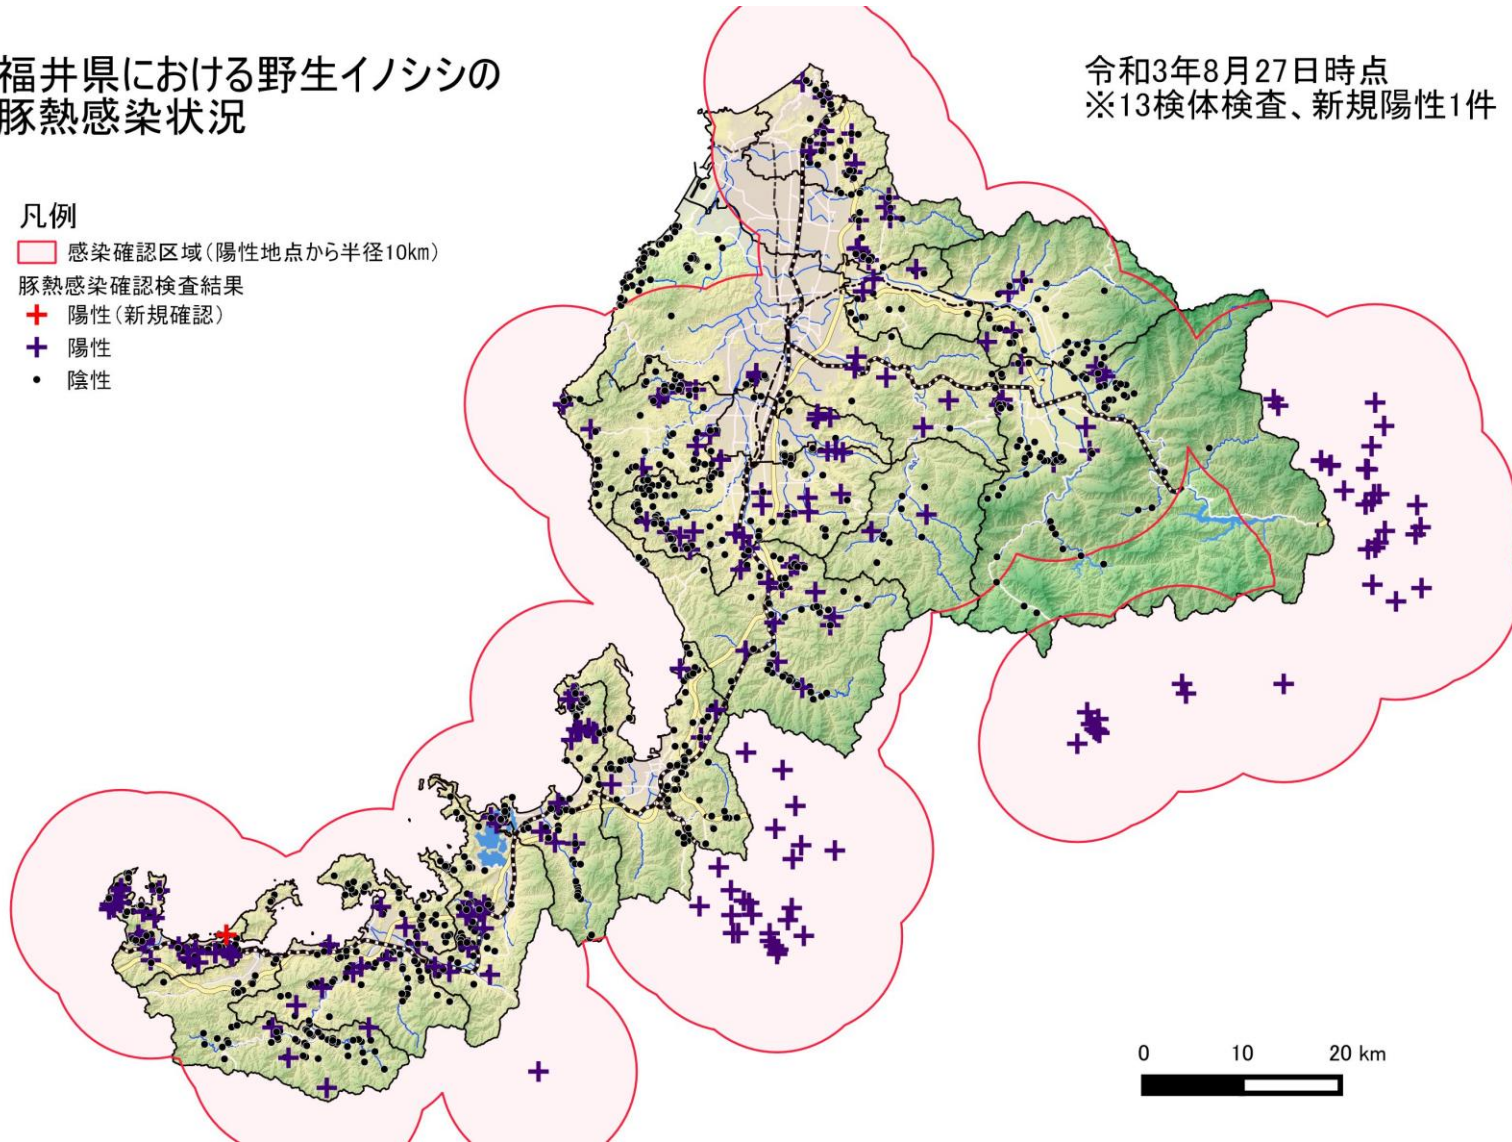 福井県における野生イノシシの
豚熱感染状況
令和3年8月27日時点
※13検体検査、新規陽性1件
凡例
感染確認区域(陽性地点から半径10km)
豚熱感染確認検査結果
陽性(新規確認)
陽性
陰性
0 10 20 km